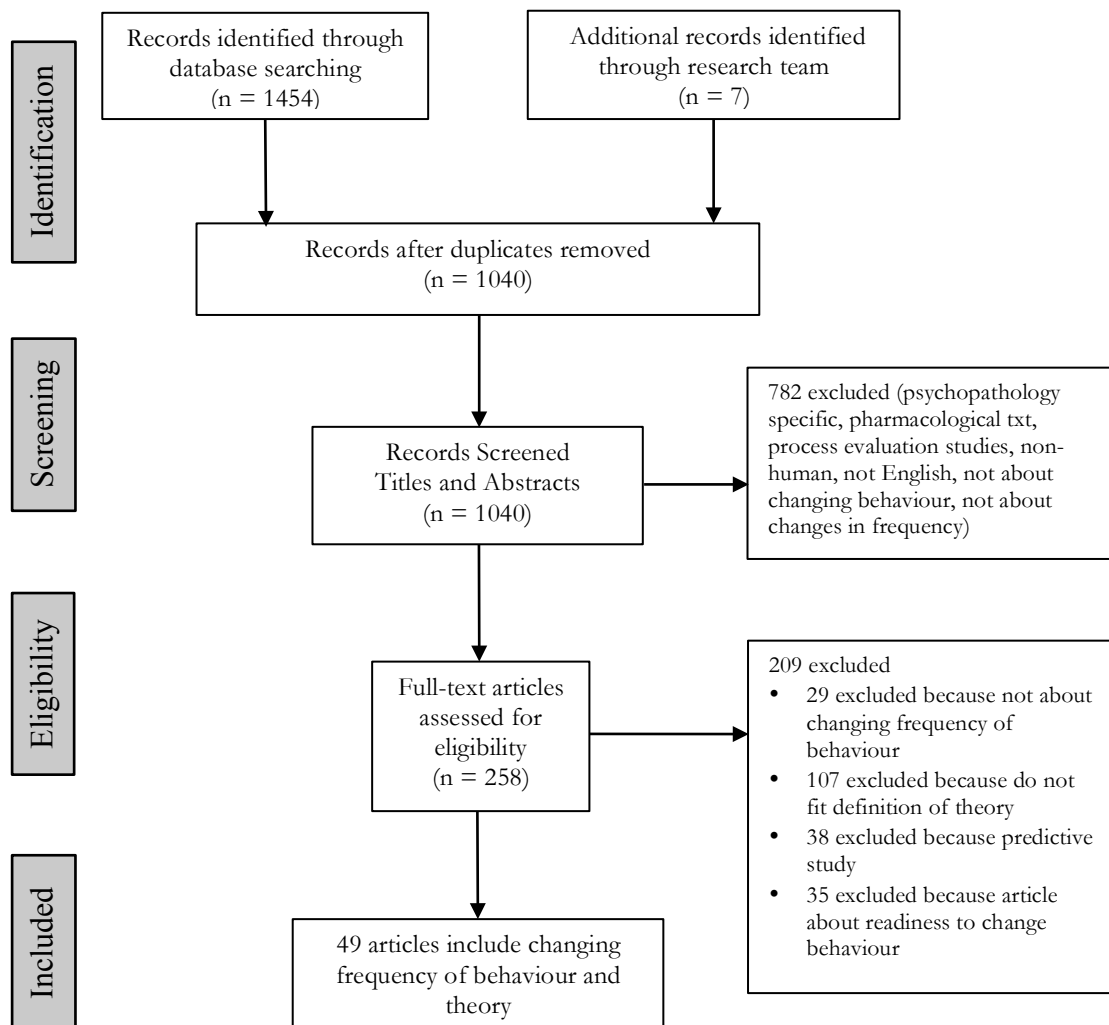 Identification
Records identified through
database searching
(n = 1454)
Additional records identified
through research team
(n = 7)
Records after duplicates removed
(n = 1040)
Screening
Records Screened
Titles and Abstracts
(n = 1040)
782 excluded (psychopathology
specific, pharmacological txt,
process evaluation studies, non-
human, not English, not about
changing behaviour, not about
changes in frequency)
Eligibility
Full-text articles
assessed for
eligibility
(n = 258)
209 excluded
• 29 excluded because not about
changing frequency of
behaviour
• 107 excluded because do not
fit definition of theory
• 38 excluded because predictive
study
• 35 excluded because article
about readiness to change
behaviour
Included
49 articles include changing
frequency of behaviour and
theory